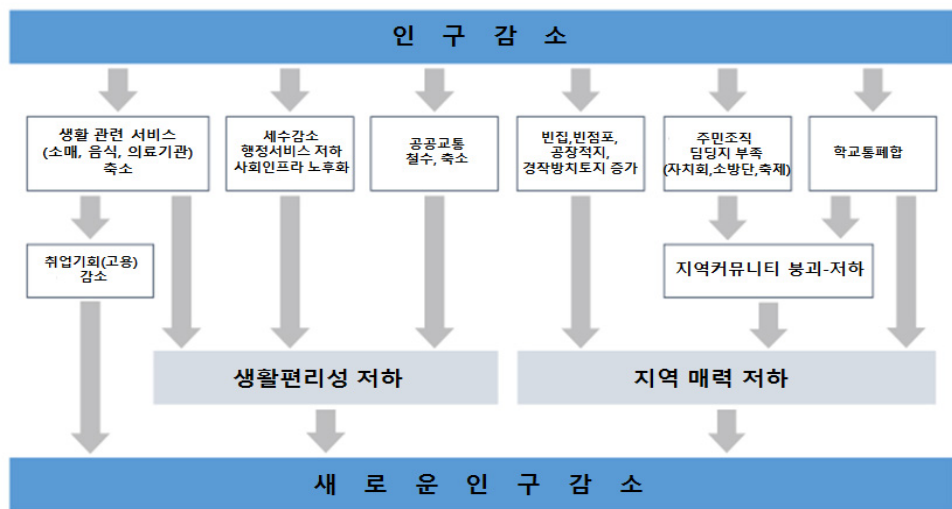 인 구 감 소
생활 관련 서비스
(소매, 음식, 의료기관)
축소
세수감소
행정서비스 저하
사회인프라 노후화
공공교통
철수, 축소
빈집,빈점포,
공장적지,
경작방치토지 증가
주민조직
담딩지 부족
(자치회,소방단,축제)
학교통폐합
취업기회(고용)
감소
지역커뮤니티 붕괴-저하
생활편리성 저하
지역 매력 저하
새 로 운 인 구 감 소